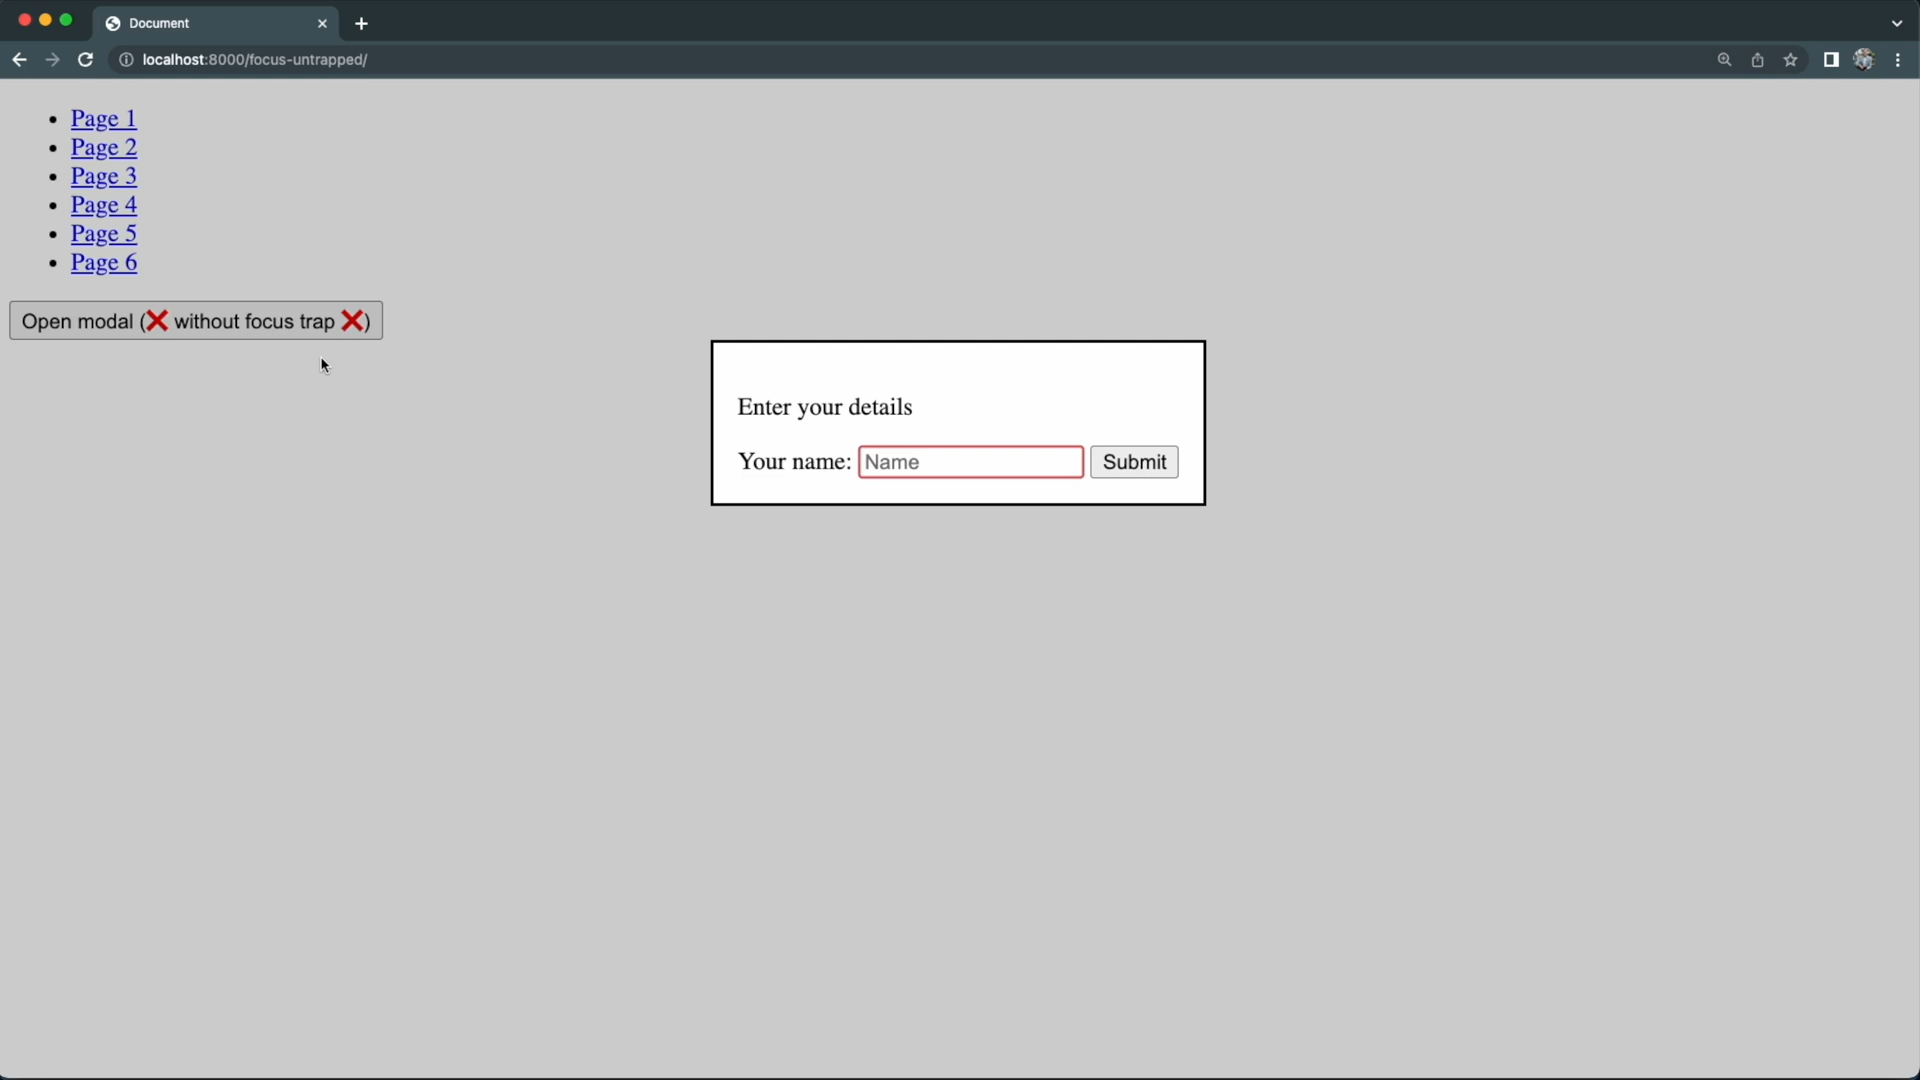 Document
localhost:8000/focus-untrapped/
Page 1
Page 2
Page 3
Page 4
Page 5
Page 6
Open modal (❌ without focus trap ❌)
Enter your details
Your name: Name Submit